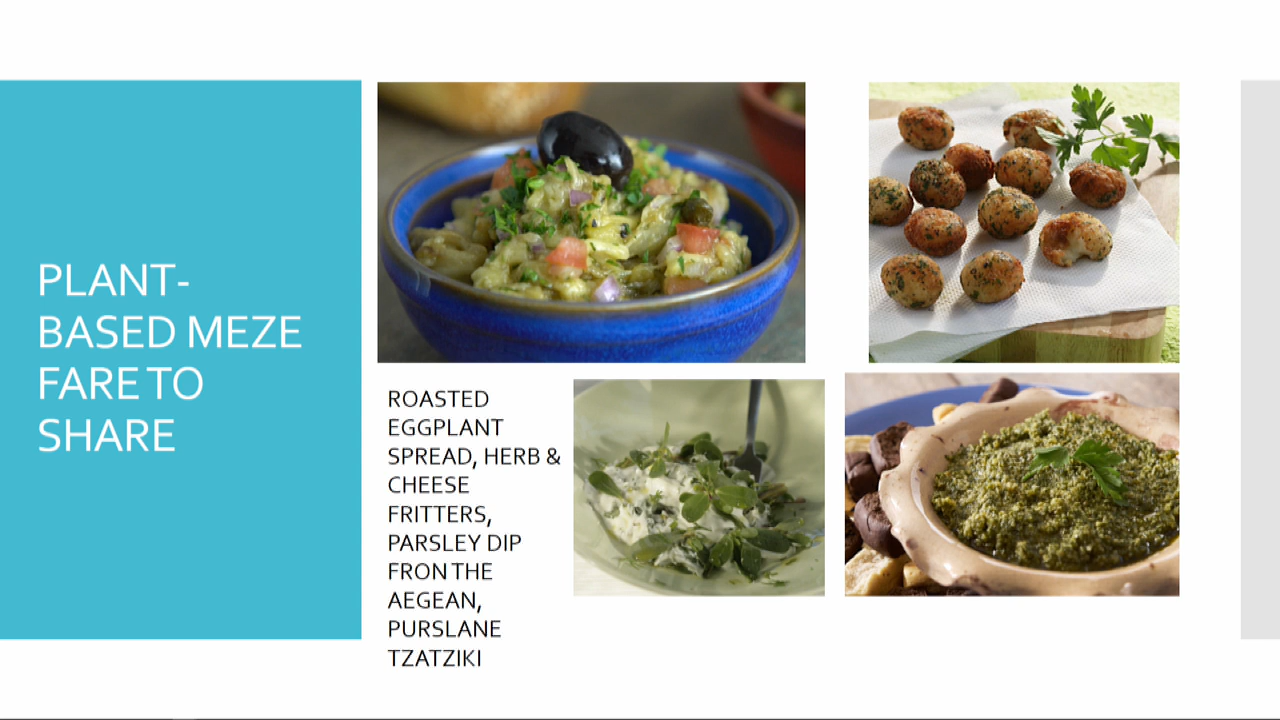 PLANT-
BASED MEZE
FARE TO
SHARE
ROASTED
EGGPLANT
SPREAD, HERB &
CHEESE
FRITTERS,
PARSLEY DIP
FRON THE
AEGEAN,
PURSLANE
TZATZIKI